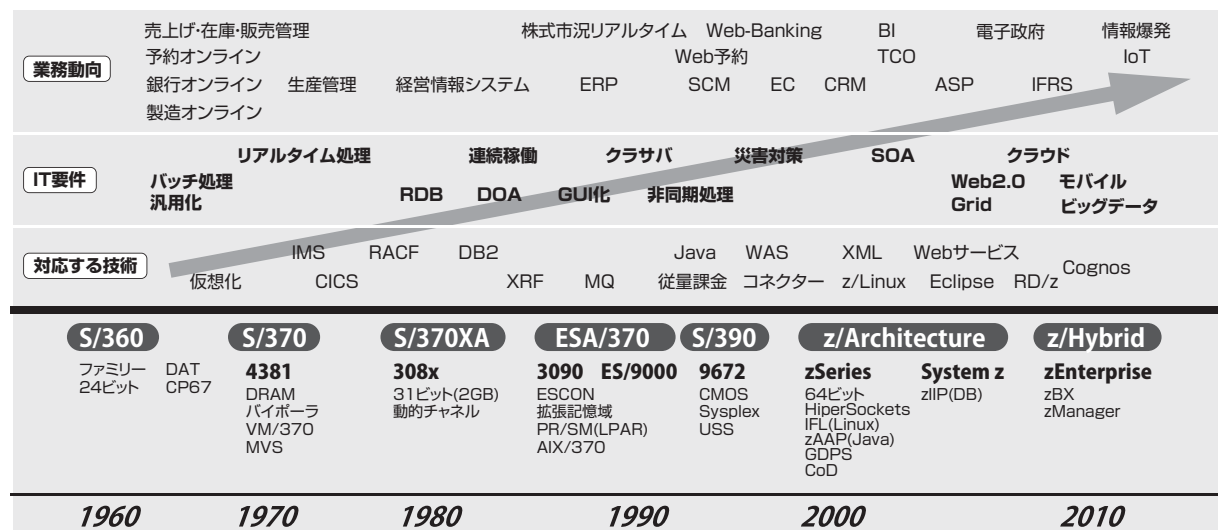 業務動向
売上げ・在庫・販売管理 株式市況リアルタイム Web-Banking BI 電子政府 情報爆発
予約オンライン Web予約 TCO IoT
銀行オンライン 生産管理 経営情報システム ERP SCM EC CRM ASP IFRS
製造オンライン
IT要件
リアルタイム処理 連続稼働 クラサバ 災害対策 SOA クラウド
バッチ処理 RDB DOA GUI化 非同期処理 Web2.0 モバイル
汎用化 Grid ビッグデータ
対応する技術
IMS RACF DB2 Java WAS XML Webサービス
仮想化 CICS XRF MQ 従量課金 コネクター z/Linux Eclipse RD/z Cognos
S/360 S/370 S/370XA ESA/370 S/390 z/Architecture z/Hybrid
ファミリー DAT
24ビット CP67
4381
DRAM
バイポーラ
VM/370
MVS
308x
31ビット(2GB)
動的チャネル
3090 ES/9000
ESCON
拡張記憶域
PR/SM(LPAR)
AIX/370
9672
CMOS
Sysplex
USS
zSeries
64ビット
HiperSockets
IFL(Linux)
zAAP(Java)
GDPS
CoD
System z
zIIP(DB)
zEnterprise
zBX
zManager
1960 1970 1980 1990 2000 2010